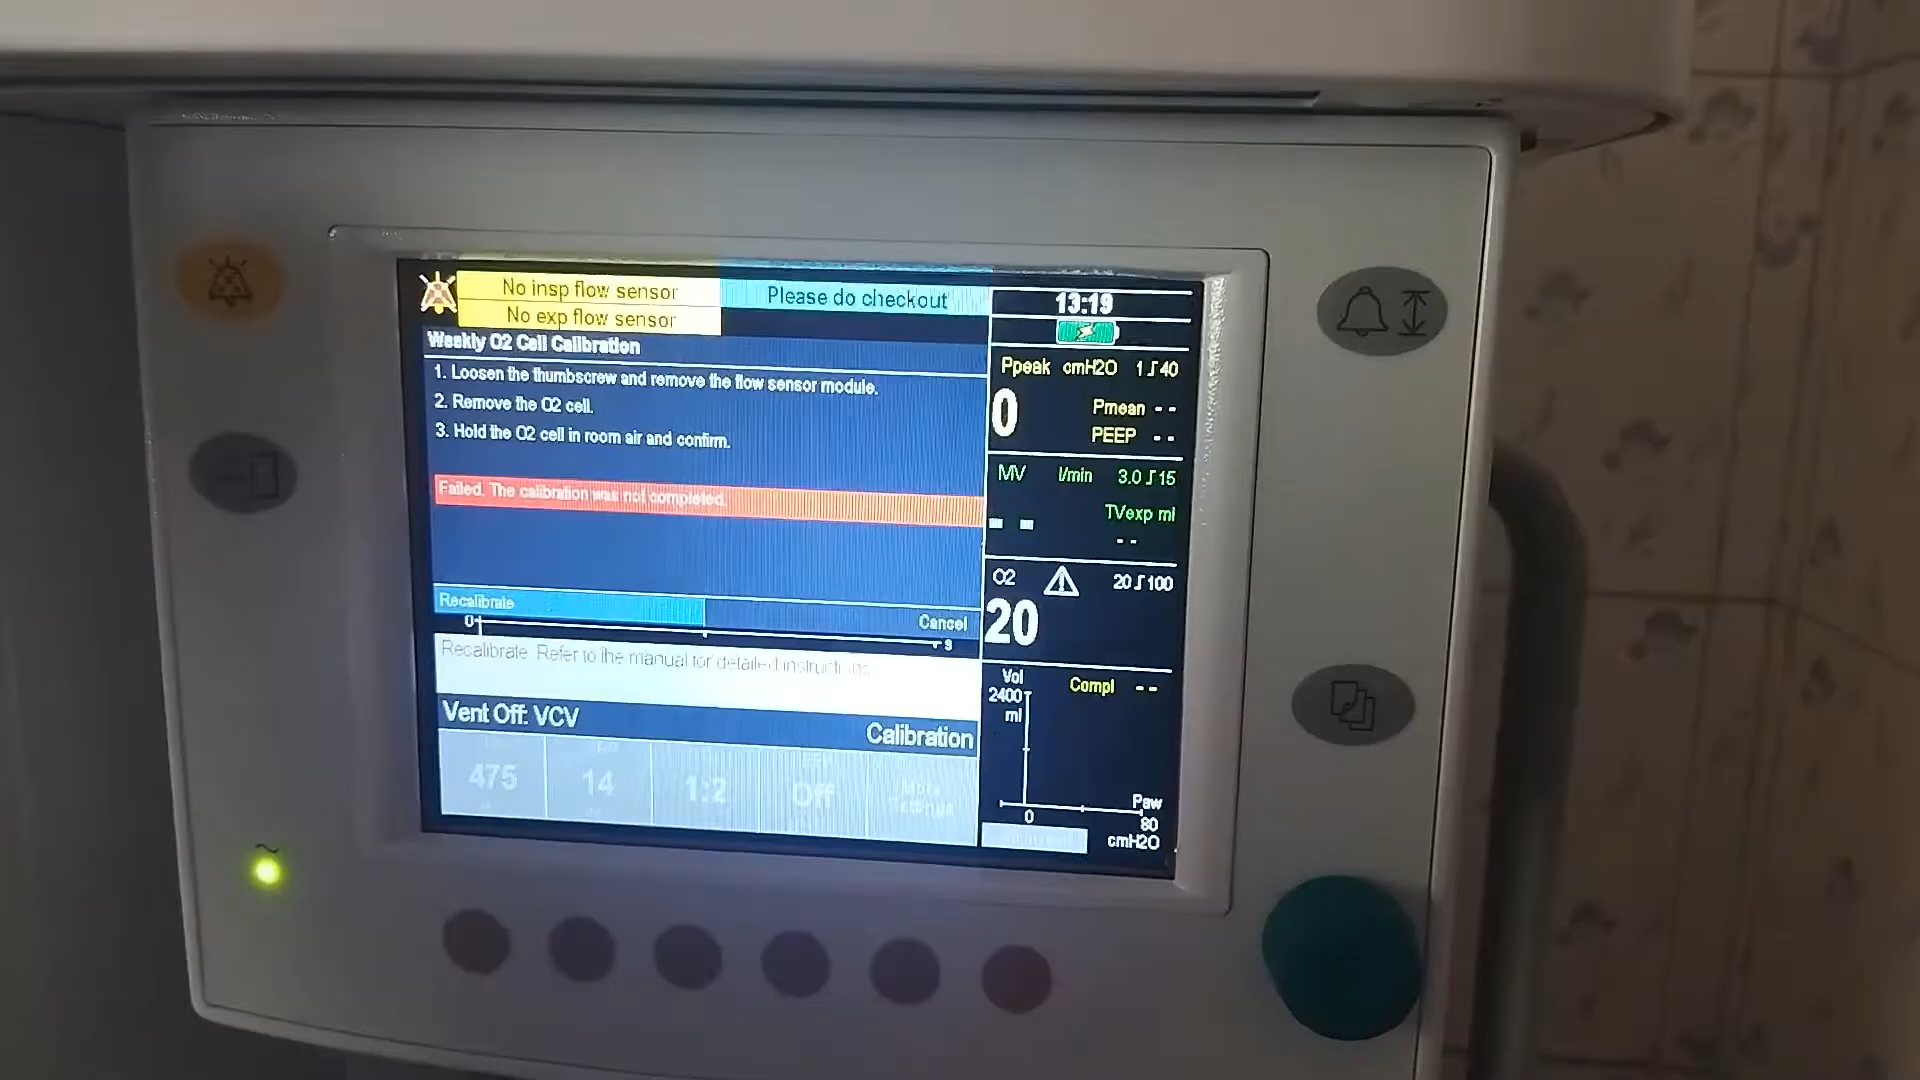 No insp flow sensor
No exp flow sensor
Please do checkout
13:19
Weekly O2 Cell Calibration
1. Loosen the thumbscrew and remove the flow sensor module.
2. Remove the O2 cell.
3. Hold the O2 cell in room air and confirm.
Failed. The calibration was not completed.
Recalibrate
Cancel
0
9
Recalibrate. Refer to the manual for detailed instructions.
Vent Off: VCV
Calibration
475
14
1:2
Off
More
Settings
Ppeak cmH2O 1 40
0
Pmean --
PEEP --
MV l/min 3.0 15
TVexp ml
--
--
O2 20 100
20
Vol
2400
ml
Compl --
Paw
0
80
cmH2O